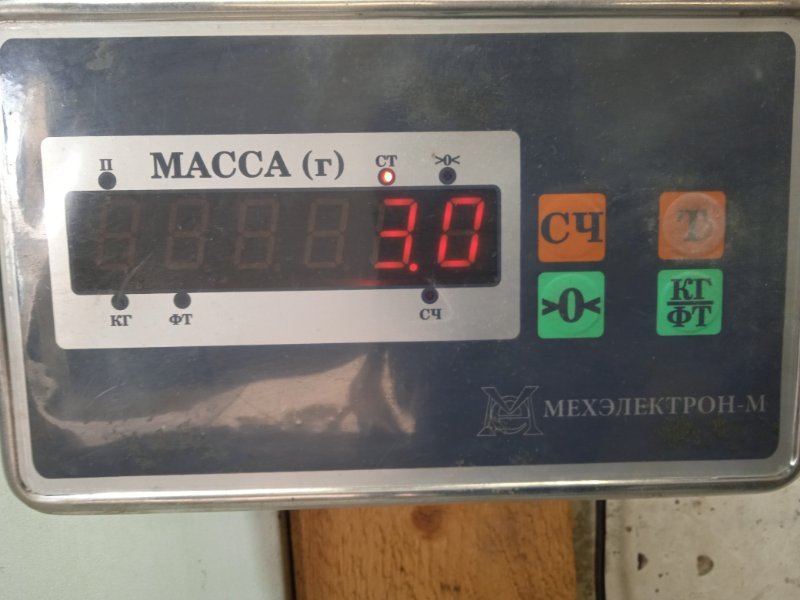 П МАССА (г) СТ >0<
3.0
КГ ФТ СЧ
СЧ Т
>0< КГ/ФТ
МЕХЭЛЕКТРОН-М